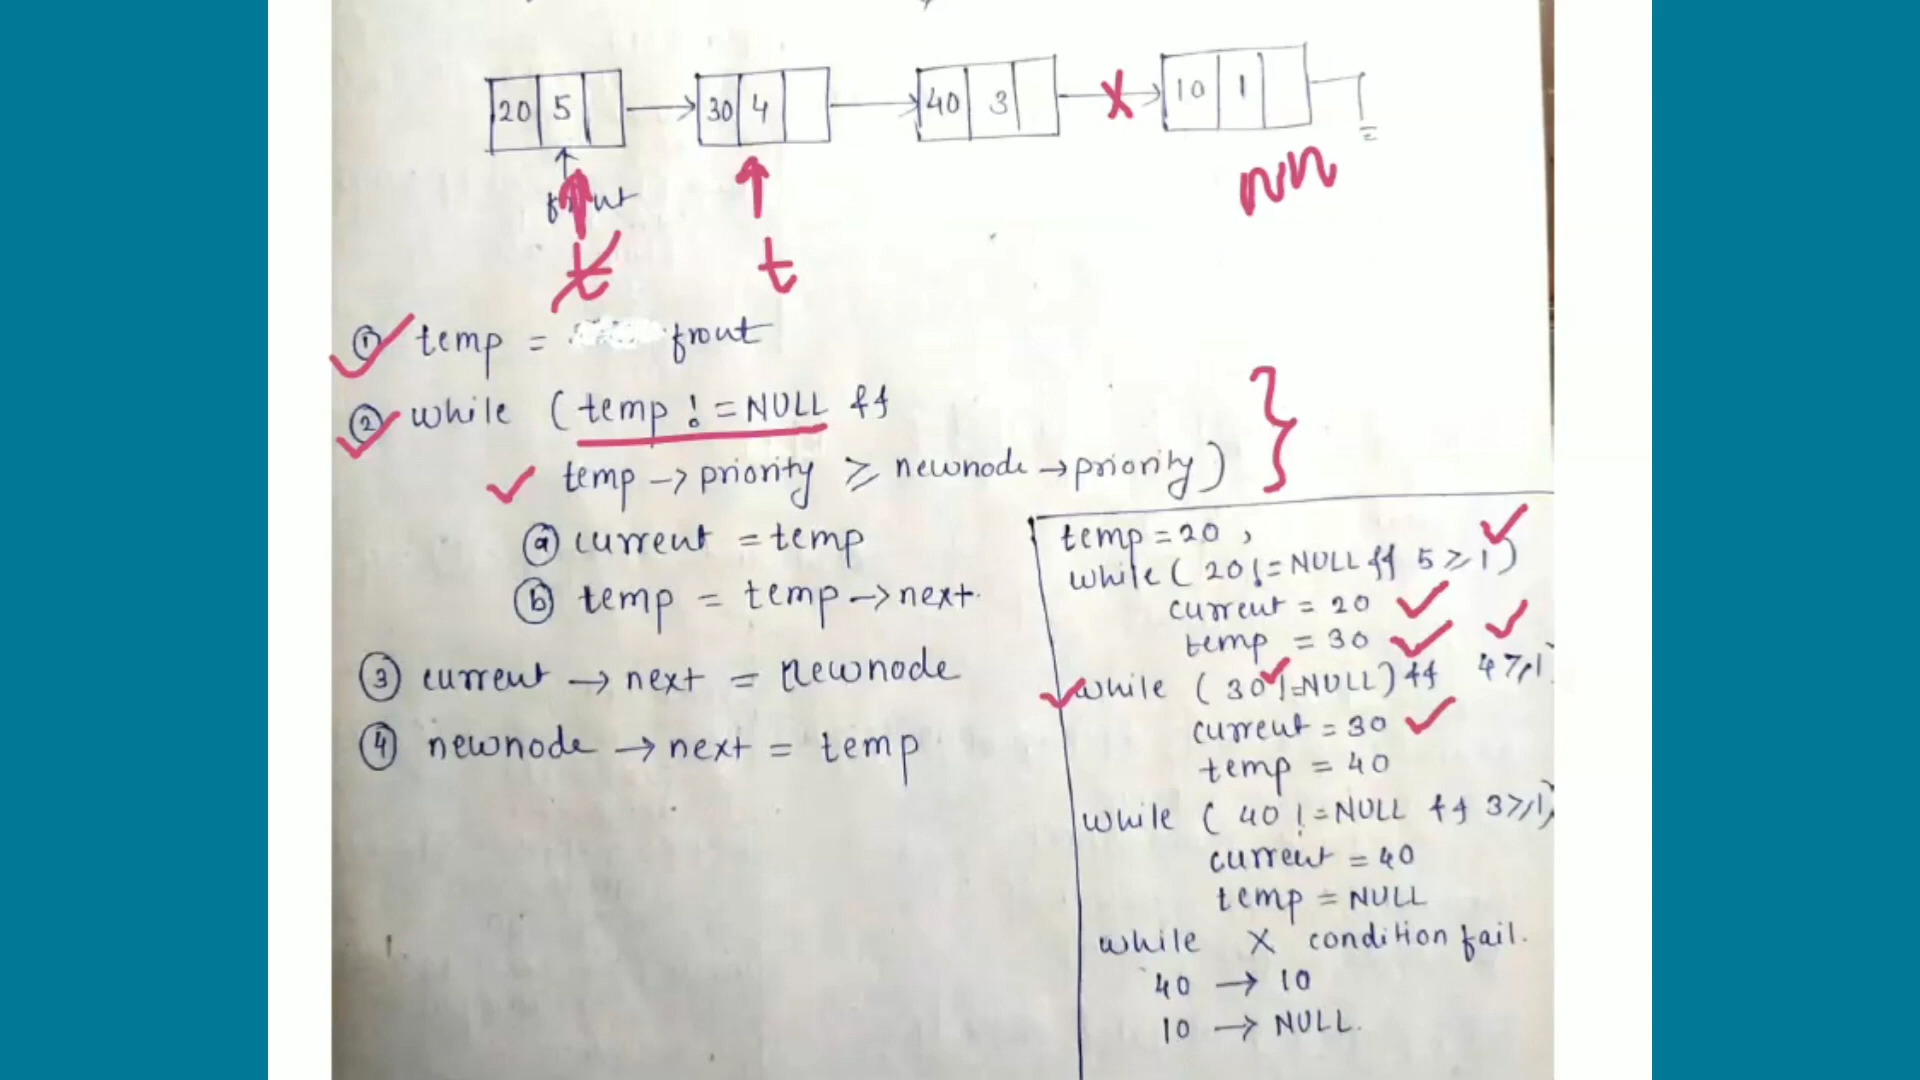 20 5 30 4 40 3 X 10 1
front nn
t t
① temp = front
② while (temp != NULL &&
temp -> priority ≥ newnode -> priority)
ⓐ current = temp
ⓑ temp = temp -> next.
③ current -> next = newnode
④ newnode -> next = temp
temp = 20,
while ( 20 != NULL && 5 ≥ 1 )
current = 20
temp = 30
while ( 30 != NULL) && 4 ≥ 1)
current = 30
temp = 40
while ( 40 != NULL && 3 ≥ 1)
current = 40
temp = NULL
while X condition fail.
40 -> 10
10 -> NULL.